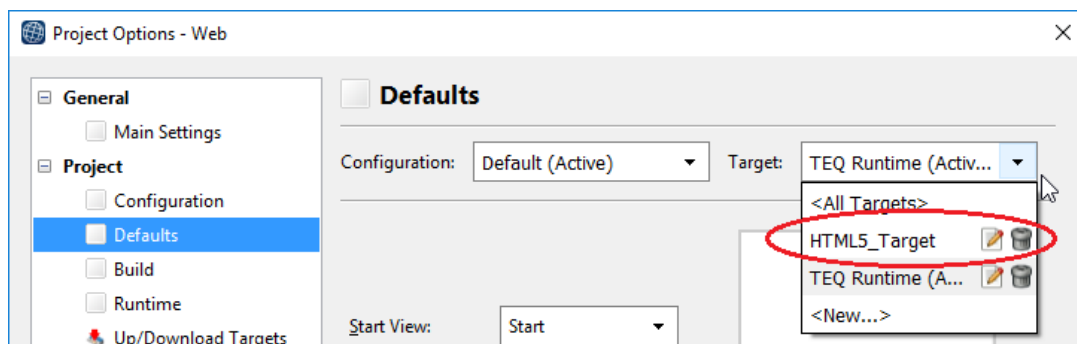 Project Options - Web
General
Main Settings
Project
Configuration
Defaults
Build
Runtime
Up/Download Targets
Defaults
Configuration: Default (Active) Target: TEQ Runtime (Activ...
<All Targets>
HTML5_Target
TEQ Runtime (A...
<New...>
Start View: Start